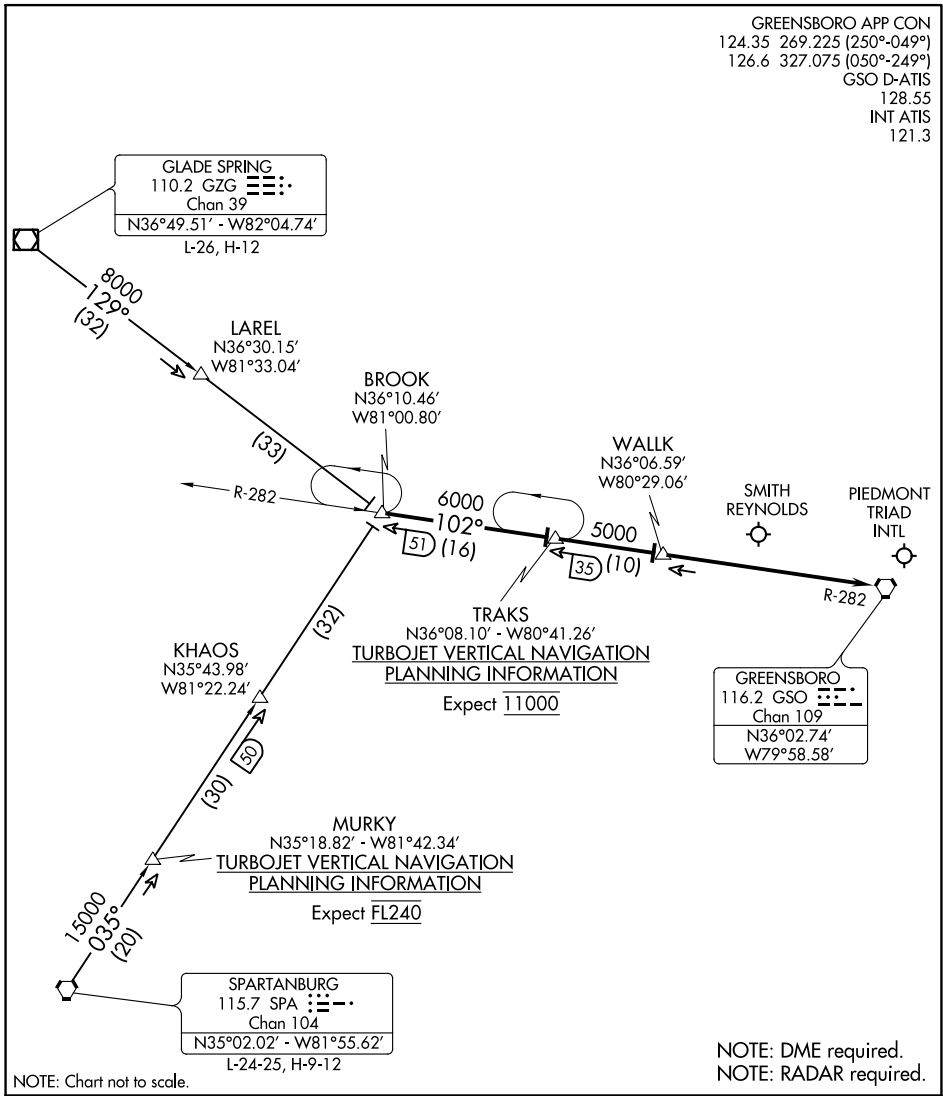 GREENSBORO APP CON
124.35 269.225 (250°-049°)
126.6 327.075 (050°-249°)
GSO D-ATIS
128.55
INT ATIS
121.3
GLADE SPRING
110.2 GZG
Chan 39
N36°49.51' - W82°04.74'
L-26, H-12
8000
129°
(32)
LAREL
N36°30.15'
W81°33.04'
(33)
BROOK
N36°10.46'
W81°00.80'
R-282
6000
102°
(16)
51
WALLK
N36°06.59'
W80°29.06'
5000
(10)
35
SMITH
REYNOLDS
PIEDMONT
TRIAD
INTL
R-282
TRAKS
N36°08.10' - W80°41.26'
TURBOJET VERTICAL NAVIGATION
PLANNING INFORMATION
Expect 11000
GREENSBORO
116.2 GSO
Chan 109
N36°02.74'
W79°58.58'
(32)
KHAOS
N35°43.98'
W81°22.24'
50
(30)
MURKY
N35°18.82' - W81°42.34'
TURBOJET VERTICAL NAVIGATION
PLANNING INFORMATION
Expect FL240
15000
035°
(20)
SPARTANBURG
115.7 SPA
Chan 104
N35°02.02' - W81°55.62'
L-24-25, H-9-12
NOTE: Chart not to scale.
NOTE: DME required.
NOTE: RADAR required.